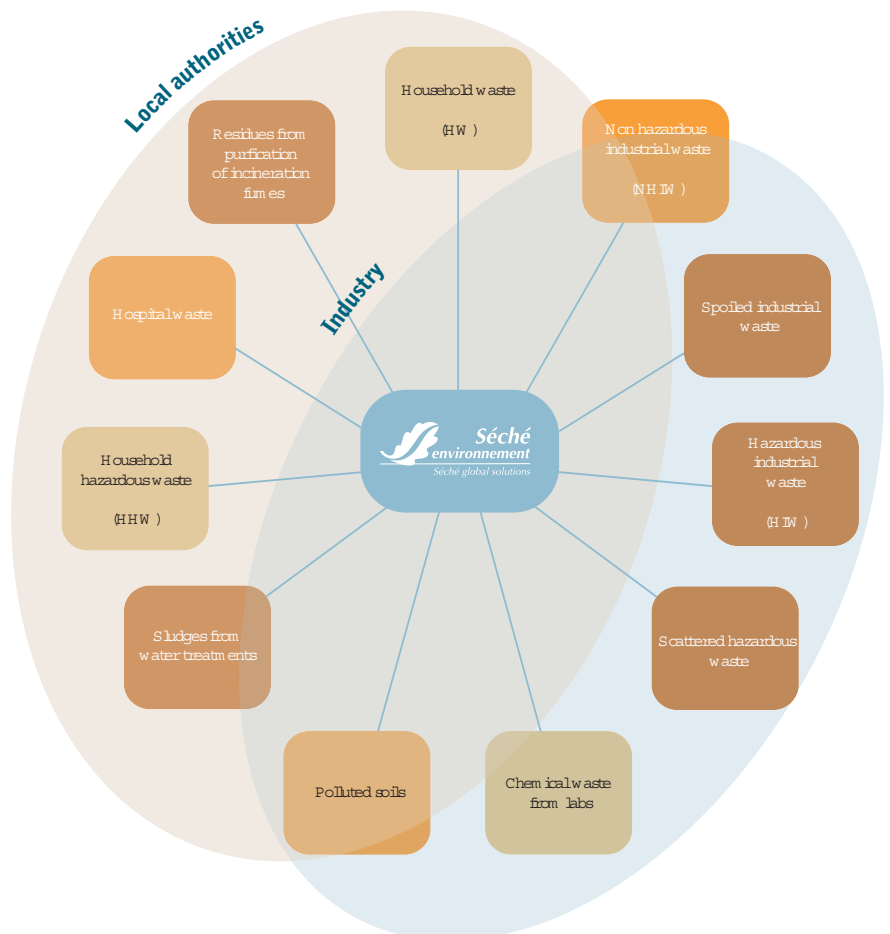 Local authorities
Household waste
(HW)
Residues from
purification
of incineration
fumes
Non hazardous
industrial waste
(NHIW)
Hospital waste
Industry
Spoiled industrial
waste
Séché
environnement
Séché global solutions
Household
hazardous waste
(HHW)
Hazardous
industrial
waste
(HIW)
Sludges from
water treatments
Scattered hazardous
waste
Polluted soils
Chemical waste
from labs